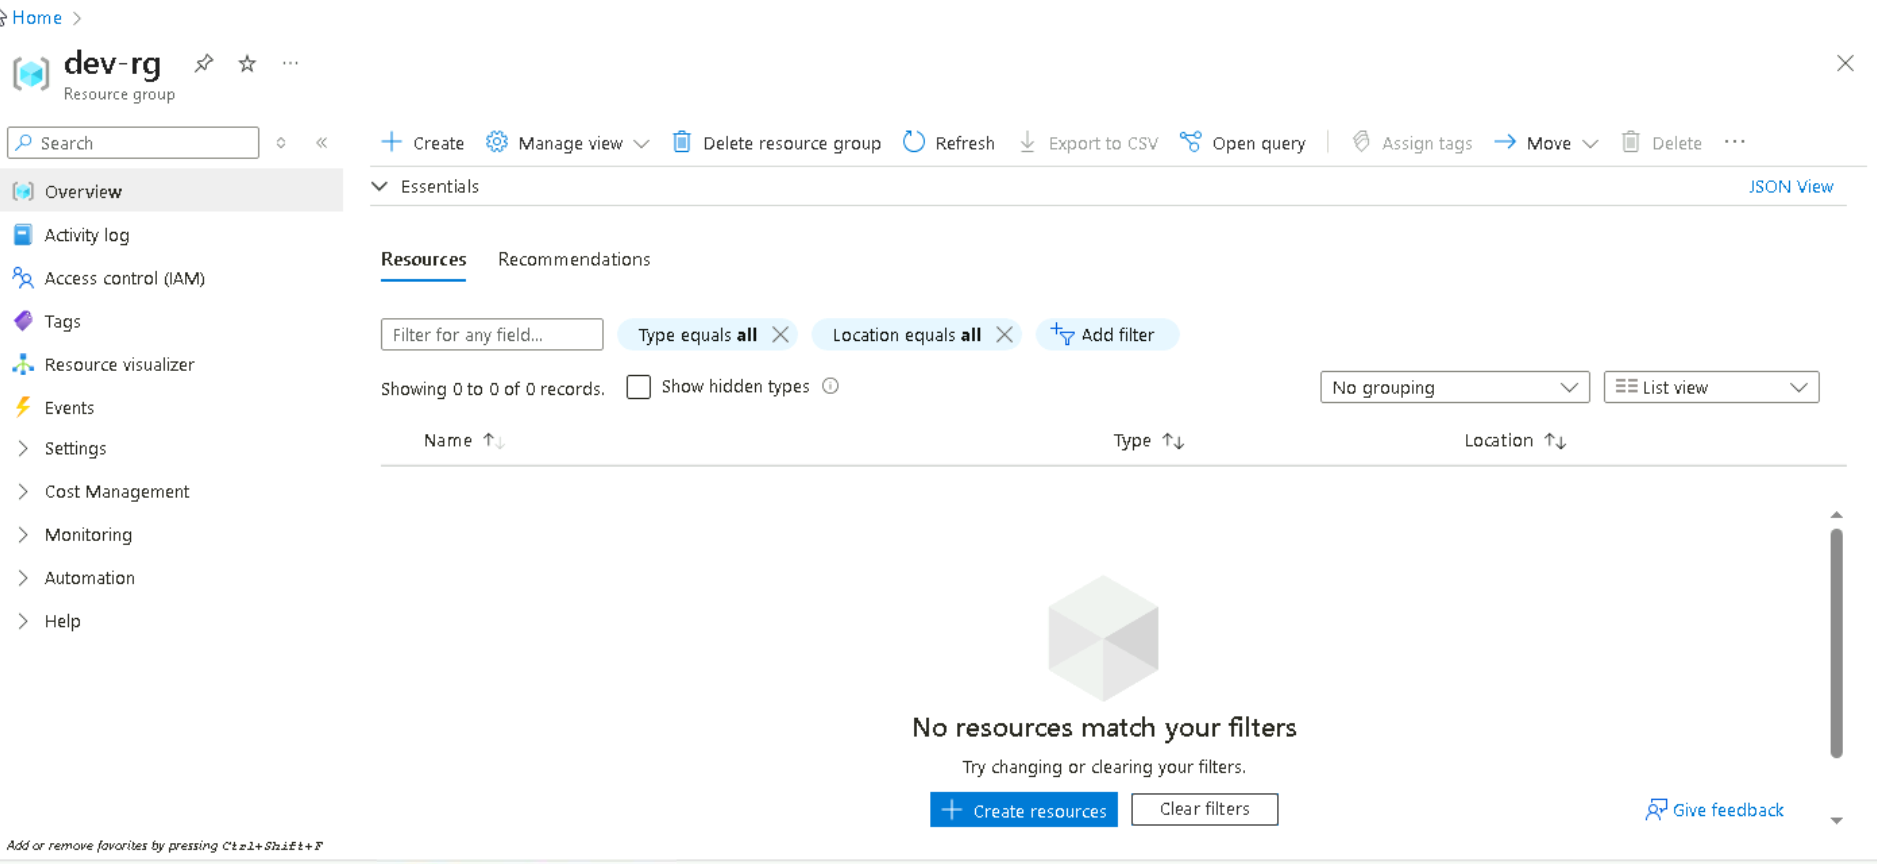 Home
dev-rg
Resource group
Search
Create Manage view Delete resource group Refresh Export to CSV Open query Assign tags Move Delete
Overview
Activity log
Access control (IAM)
Tags
Resource visualizer
Events
Settings
Cost Management
Monitoring
Automation
Help
Essentials JSON View
Resources Recommendations
Filter for any field... Type equals all Location equals all Add filter
Showing 0 to 0 of 0 records. Show hidden types No grouping List view
Name Type Location
No resources match your filters
Try changing or clearing your filters.
Create resources Clear filters
Give feedback
Add or remove favorites by pressing Ctrl+Shift+F